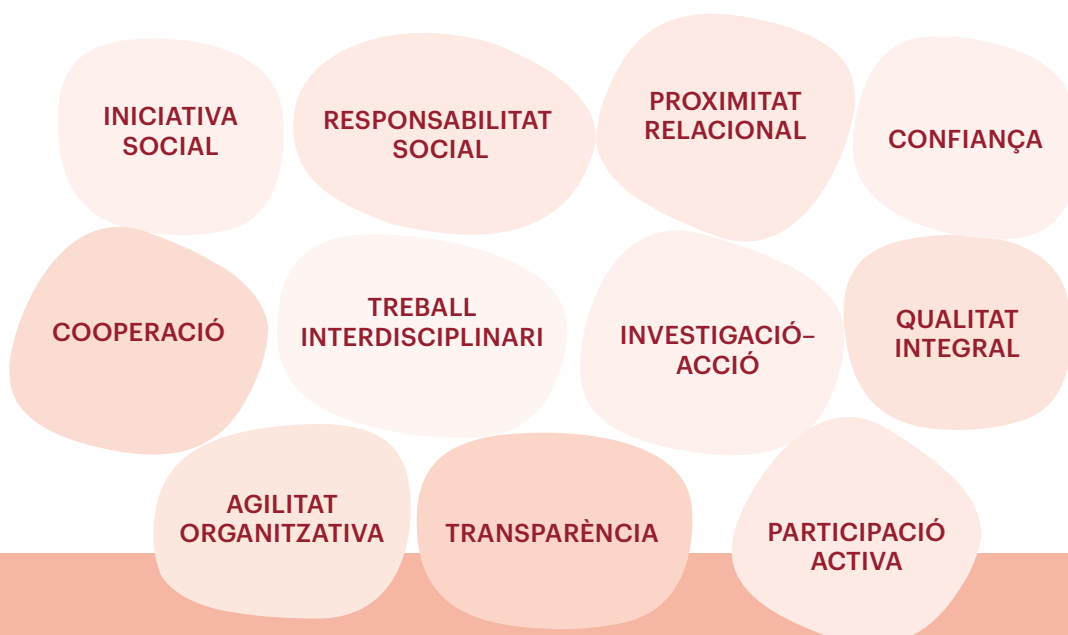 INICIATIVA
SOCIAL
RESPONSABILITAT
SOCIAL
PROXIMITAT
RELACIONAL
CONFIANÇA
COOPERACIÓ
TREBALL
INTERDISCIPLINARI
INVESTIGACIÓ–
ACCIÓ
QUALITAT
INTEGRAL
AGILITAT
ORGANITZATIVA
TRANSPARÈNCIA
PARTICIPACIÓ
ACTIVA